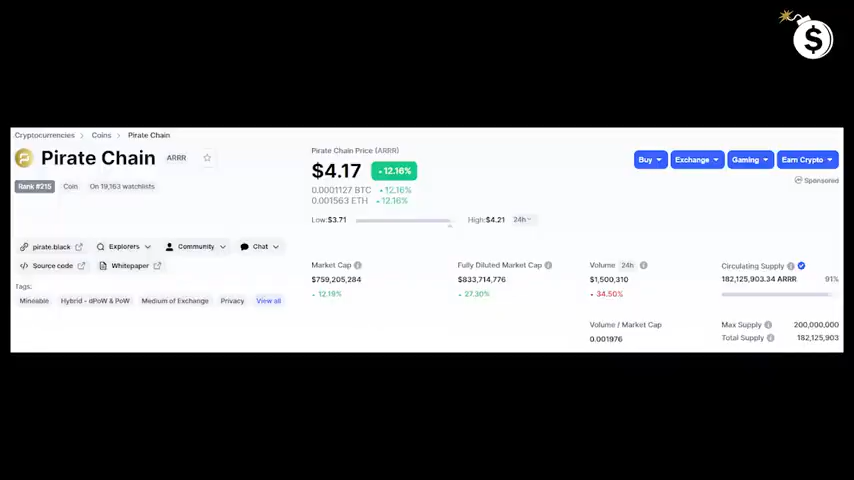 $
Cryptocurrencies > Coins > Pirate Chain
Pirate Chain ARRR
Rank #215 Coin On 19,163 watchlists
pirate.black Explorers Community Chat
Source code Whitepaper
Tags:
Mineable Hybrid - dPoW & PoW Medium of Exchange Privacy View all
Pirate Chain Price (ARRR)
$4.17 12.16%
0.0001127 BTC 12.16%
0.001563 ETH 12.16%
Low:$3.71 High:$4.21 24h
Buy Exchange Gaming Earn Crypto
Sponsored
Market Cap
$759,205,284
12.19%
Fully Diluted Market Cap
$833,714,776
27.30%
Volume 24h
$1,500,310
34.50%
Volume / Market Cap
0.001976
Circulating Supply
182,125,903.34 ARRR 91%
Max Supply 200,000,000
Total Supply 182,125,903